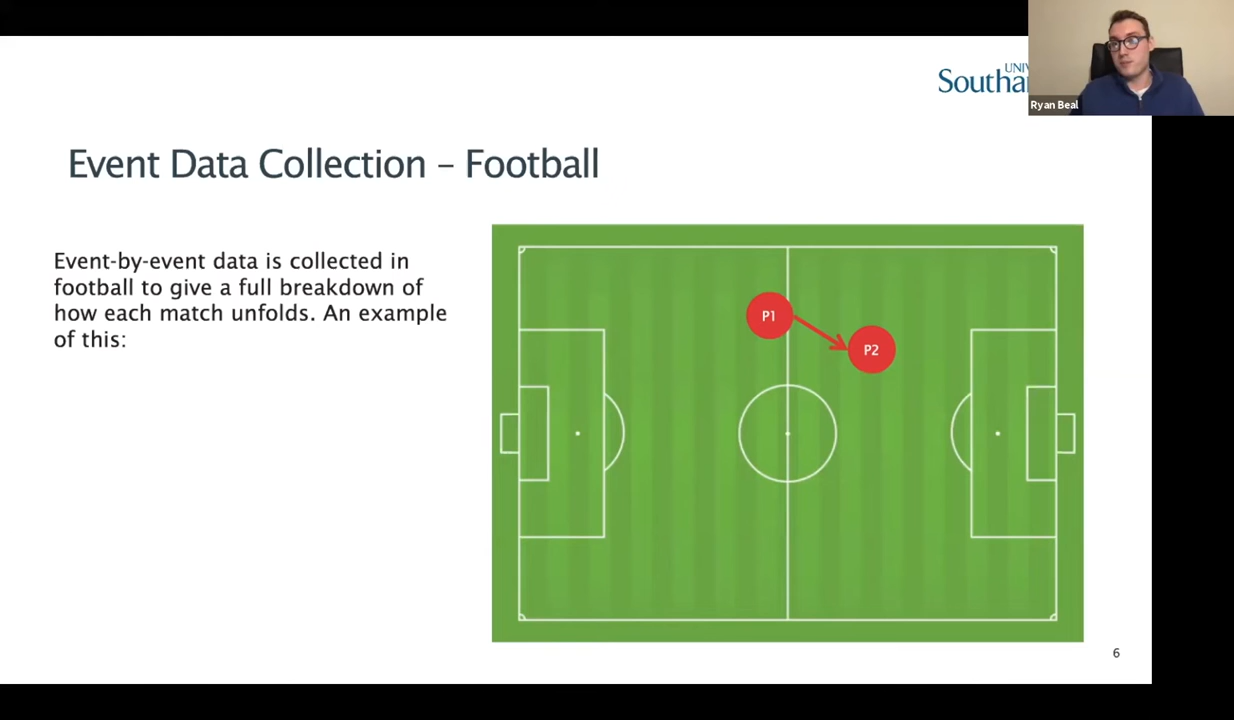 Ryan Beal
Event Data Collection – Football
Event-by-event data is collected in
football to give a full breakdown of
how each match unfolds. An example
of this:
P1
P2
6